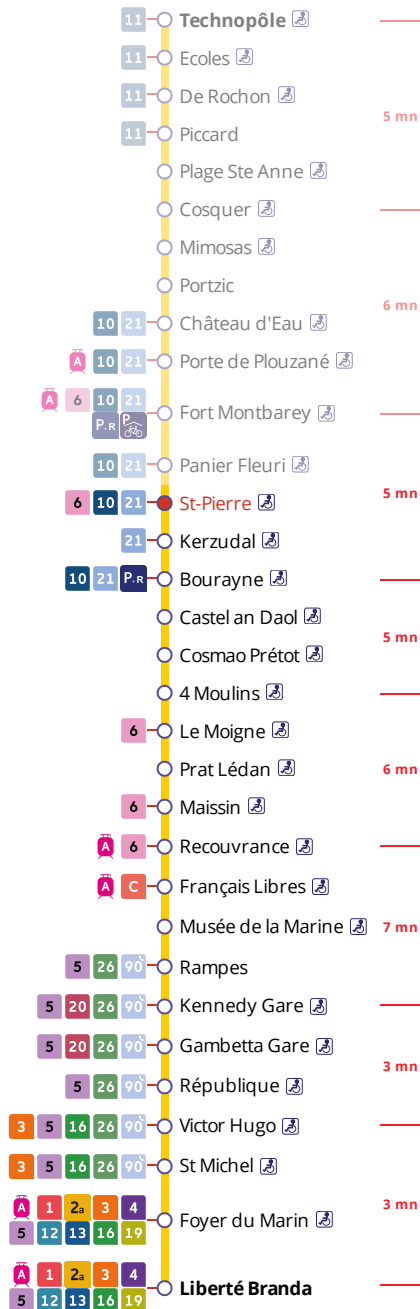 11 Technopôle
11 Ecoles
11 De Rochon
5 mn
11 Piccard
Plage Ste Anne
Cosquer
Mimosas
Portzic
6 mn
10 21 Château d'Eau
A 10 21 Porte de Plouzané
A 6 10 21
P+R P Fort Montbarey
10 21 Panier Fleuri
5 mn
6 10 21 St-Pierre
21 Kerzudal
10 21 P+R Bourayne
Castel an Daol
5 mn
Cosmao Prétot
4 Moulins
6 Le Moigne
Prat Lédan 6 mn
6 Maissin
A 6 Recouvrance
A C Français Libres
Musée de la Marine 7 mn
5 26 90 Rampes
5 20 26 90 Kennedy Gare
5 20 26 90 Gambetta Gare
3 mn
5 26 90 République
3 5 16 26 90 Victor Hugo
3 5 16 26 90 St Michel
A 1 2a 3 4
3 mn
5 12 13 16 19 Foyer du Marin
A 1 2a 3 4
5 12 13 16 19 Liberté Branda